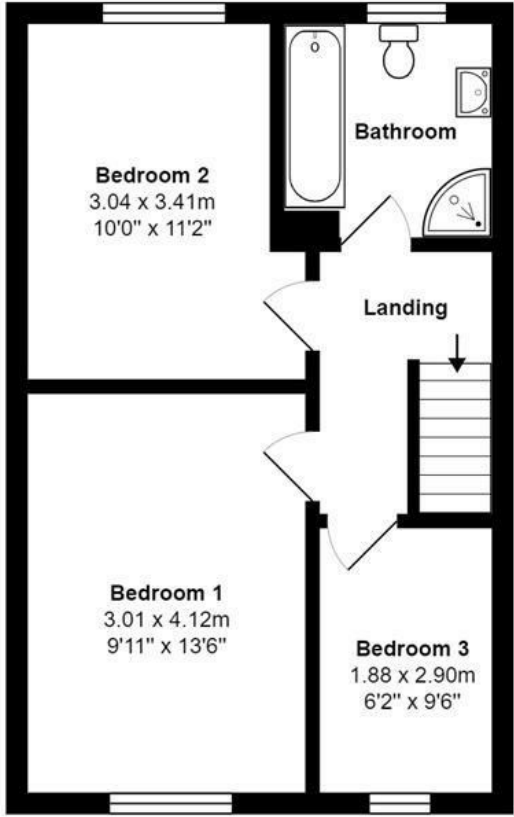 Bathroom
Bedroom 2
3.04 x 3.41m
10'0" x 11'2"
Landing
Bedroom 1
3.01 x 4.12m
9'11" x 13'6"
Bedroom 3
1.88 x 2.90m
6'2" x 9'6"